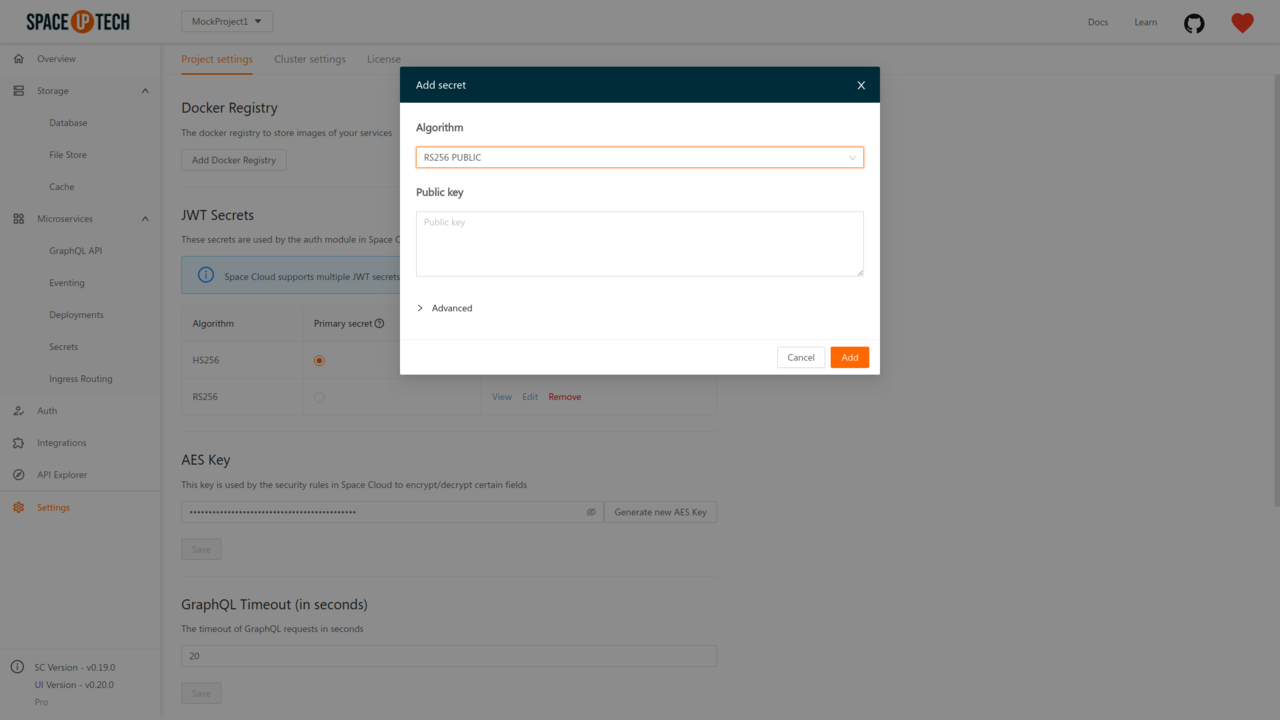 SPACE UP TECH
MockProject1
Docs
Learn
Overview
Storage
Database
File Store
Cache
Microservices
GraphQL API
Eventing
Deployments
Secrets
Ingress Routing
Auth
Integrations
API Explorer
Settings
SC Version - v0.19.0
UI Version - v0.20.0
Pro
Project settings
Cluster settings
License
Docker Registry
The docker registry to store images of your services
Add Docker Registry
JWT Secrets
These secrets are used by the auth module in Space C
Space Cloud supports multiple JWT secrets
Algorithm
Primary secret
HS256
RS256
View Edit Remove
AES Key
This key is used by the security rules in Space Cloud to encrypt/decrypt certain fields
Generate new AES Key
Save
GraphQL Timeout (in seconds)
The timeout of GraphQL requests in seconds
20
Save
Add secret
Algorithm
RS256 PUBLIC
Public key
Public key
Advanced
Cancel
Add